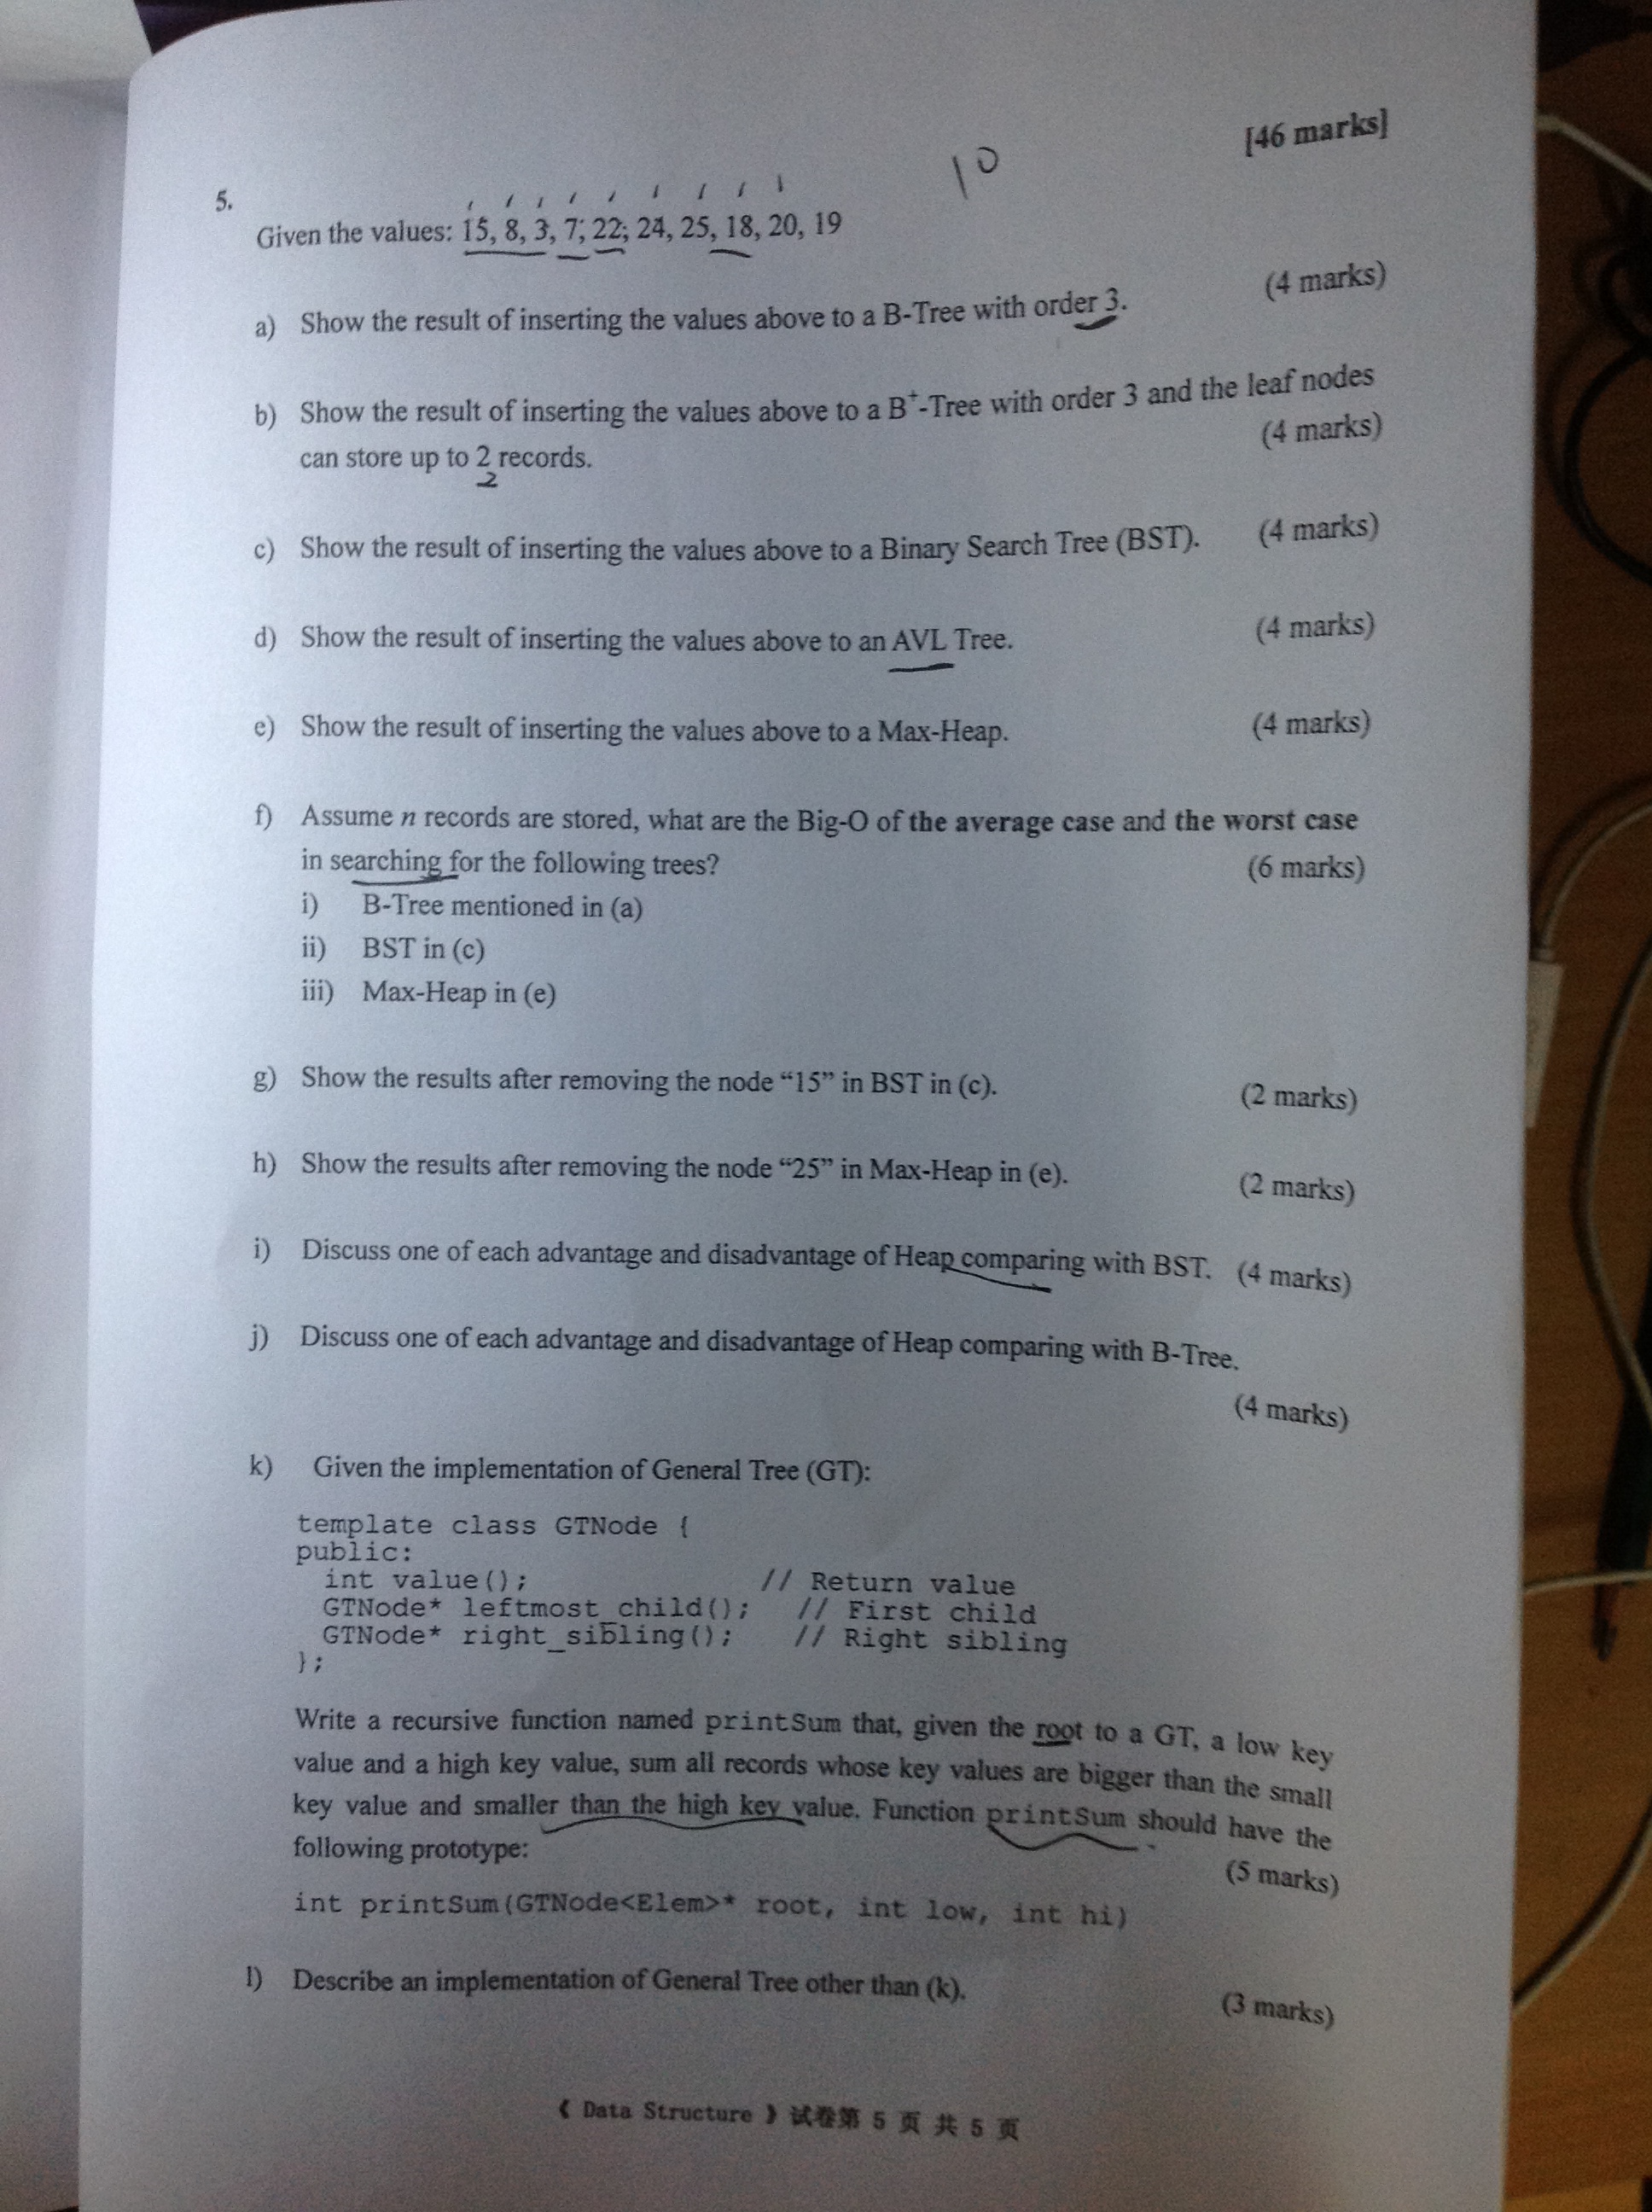 [46 marks]
10
5.
Given the values: 15, 8, 3, 7, 22, 24, 25, 18, 20, 19
a) Show the result of inserting the values above to a B-Tree with order 3. (4 marks)
b) Show the result of inserting the values above to a B⁺-Tree with order 3 and the leaf nodes
can store up to 2 records. (4 marks)
2
c) Show the result of inserting the values above to a Binary Search Tree (BST). (4 marks)
d) Show the result of inserting the values above to an AVL Tree. (4 marks)
e) Show the result of inserting the values above to a Max-Heap. (4 marks)
f) Assume n records are stored, what are the Big-O of the average case and the worst case
in searching for the following trees? (6 marks)
i) B-Tree mentioned in (a)
ii) BST in (c)
iii) Max-Heap in (e)
g) Show the results after removing the node “15” in BST in (c). (2 marks)
h) Show the results after removing the node “25” in Max-Heap in (e). (2 marks)
i) Discuss one of each advantage and disadvantage of Heap comparing with BST. (4 marks)
j) Discuss one of each advantage and disadvantage of Heap comparing with B-Tree.
(4 marks)
k) Given the implementation of General Tree (GT):
template class GTNode {
public:
int value(); // Return value
GTNode* leftmost_child(); // First child
GTNode* right_sibling(); // Right sibling
};
Write a recursive function named printSum that, given the root to a GT, a low key
value and a high key value, sum all records whose key values are bigger than the small
key value and smaller than the high key value. Function printSum should have the
following prototype:
(5 marks)
int printSum(GTNode<Elem>* root, int low, int hi)
l) Describe an implementation of General Tree other than (k).
(3 marks)
《 Data Structure 》试卷第 5 页 共 5 页